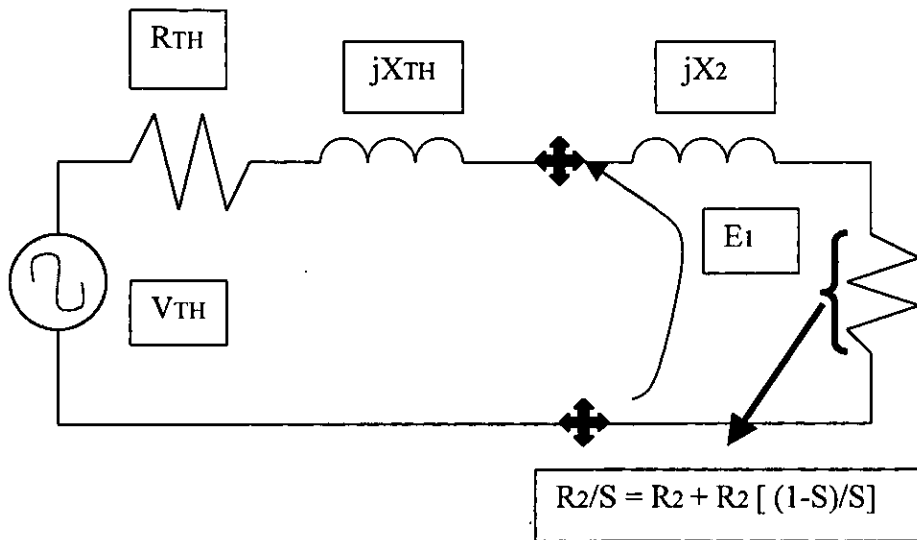 RTH
jXTH
jX2
E1
VTH
R2/S = R2 + R2 [ (1-S)/S]